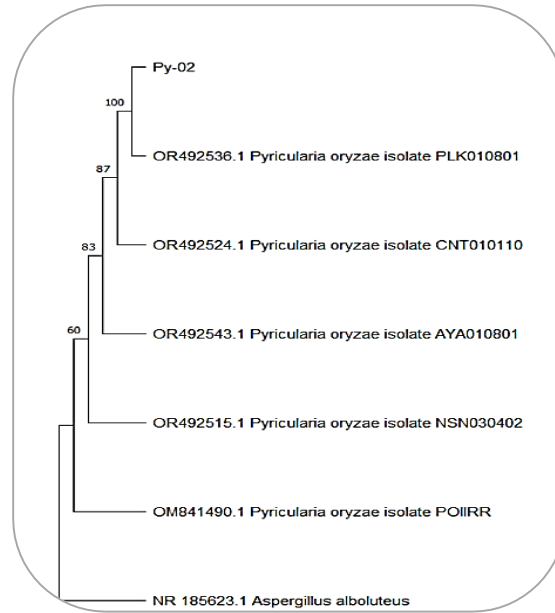 Py-02
100
OR492536.1 Pyricularia oryzae isolate PLK010801
87
OR492524.1 Pyricularia oryzae isolate CNT010110
83
OR492543.1 Pyricularia oryzae isolate AYA010801
60
OR492515.1 Pyricularia oryzae isolate NSN030402
OM841490.1 Pyricularia oryzae isolate POIIRR
NR 185623.1 Aspergillus alboluteus